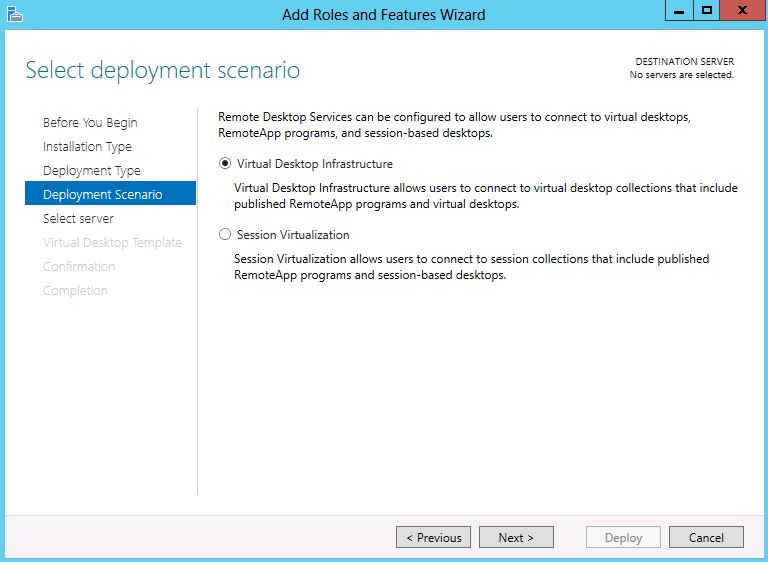 Add Roles and Features Wizard
Select deployment scenario
DESTINATION SERVER
No servers are selected.
Before You Begin
Installation Type
Deployment Type
Deployment Scenario
Select server
Virtual Desktop Template
Confirmation
Completion
Remote Desktop Services can be configured to allow users to connect to virtual desktops,
RemoteApp programs, and session-based desktops.
Virtual Desktop Infrastructure
Virtual Desktop Infrastructure allows users to connect to virtual desktop collections that include
published RemoteApp programs and virtual desktops.
Session Virtualization
Session Virtualization allows users to connect to session collections that include published
RemoteApp programs and session-based desktops.
< Previous
Next >
Deploy
Cancel